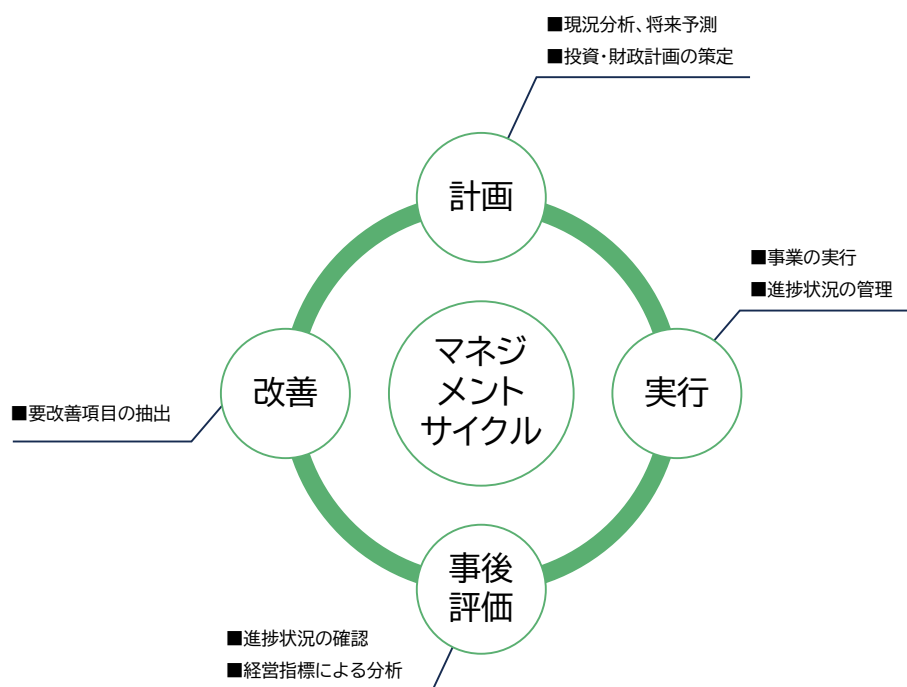 ■現況分析、将来予測
■投資・財政計画の策定
計画
■事業の実行
■進捗状況の管理
実行
マネジ
メント
サイクル
改善
■要改善項目の抽出
事後
評価
■進捗状況の確認
■経営指標による分析